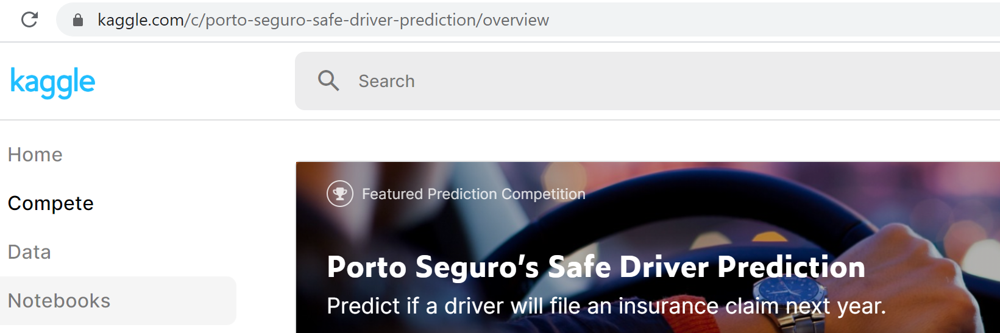 kaggle.com/c/porto-seguro-safe-driver-prediction/overview
kaggle
Search
Home
Compete
Data
Notebooks
Featured Prediction Competition
Porto Seguro’s Safe Driver Prediction
Predict if a driver will file an insurance claim next year.